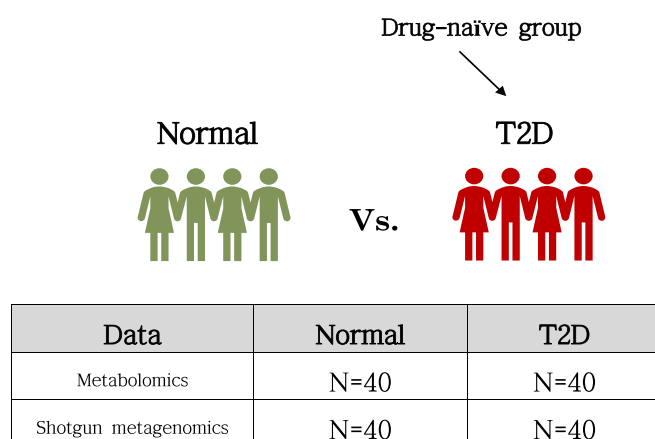 Drug-naïve group
Normal
T2D
Vs.
Data Normal T2D
Metabolomics N=40 N=40
Shotgun metagenomics N=40 N=40